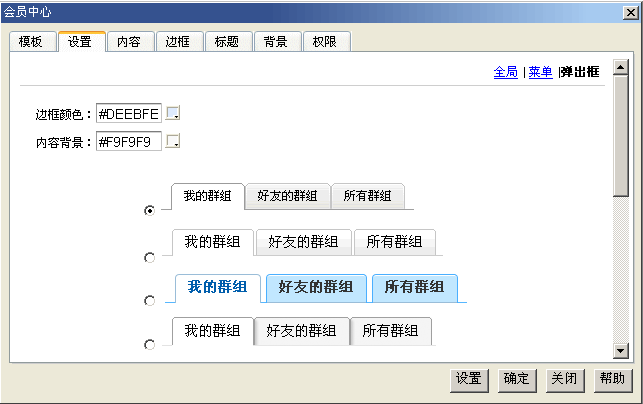 会员中心
模板 设置 内容 边框 标题 背景 权限
全局 | 菜单 |弹出框
边框颜色：#DEEBFE
内容背景：#F9F9F9
我的群组 好友的群组 所有群组
我的群组 好友的群组 所有群组
我的群组 好友的群组 所有群组
我的群组 好友的群组 所有群组
设置 确定 关闭 帮助